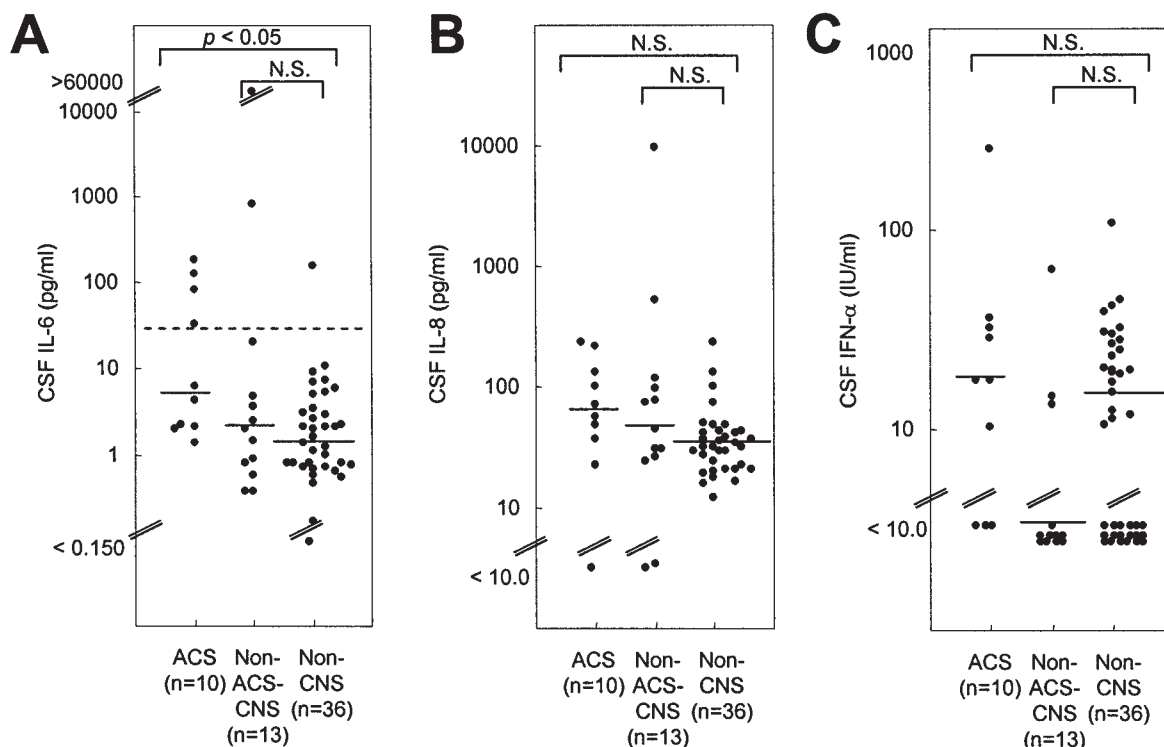 A
p < 0.05
N.S.
>60000
10000
1000
100
10
1
< 0.150
CSF IL-6 (pg/ml)
ACS
(n=10)
Non-
ACS-
CNS
(n=13)
Non-
CNS
(n=36)
B
N.S.
N.S.
10000
1000
100
10
< 10.0
CSF IL-8 (pg/ml)
ACS
(n=10)
Non-
ACS-
CNS
(n=13)
Non-
CNS
(n=36)
C
N.S.
N.S.
1000
100
10
< 10.0
CSF IFN-α (IU/ml)
ACS
(n=10)
Non-
ACS-
CNS
(n=13)
Non-
CNS
(n=36)